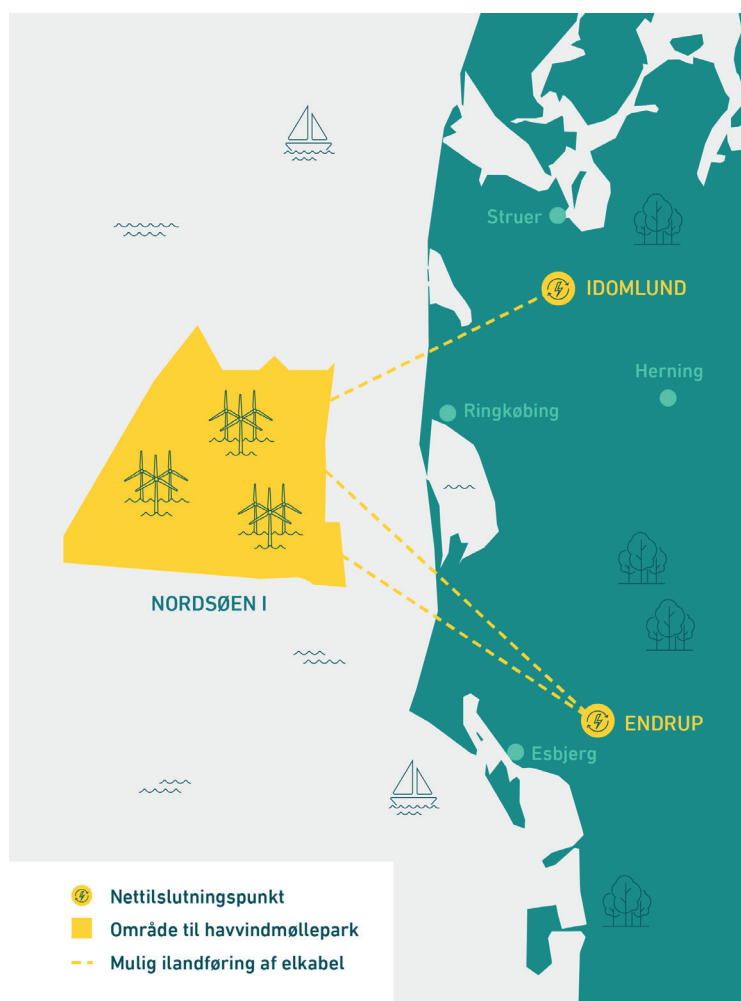 Struer
IDOMLUND
Herning
Ringkøbing
NORDSØEN I
ENDRUP
Esbjerg
Nettilslutningspunkt
Område til havvindmøllepark
Mulig ilandføring af elkabel